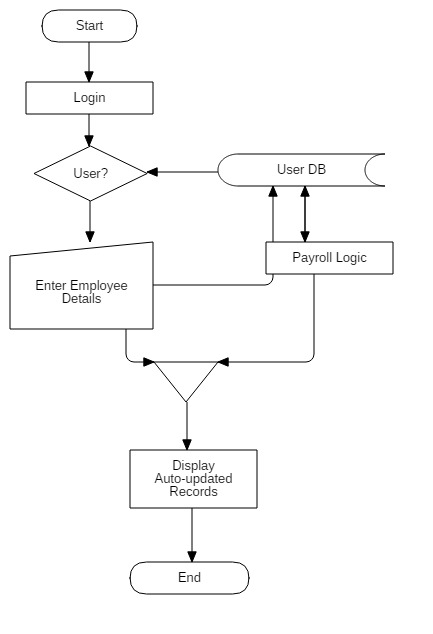 Start
Login
User?
User DB
Payroll Logic
Enter Employee
Details
Display
Auto-updated
Records
End